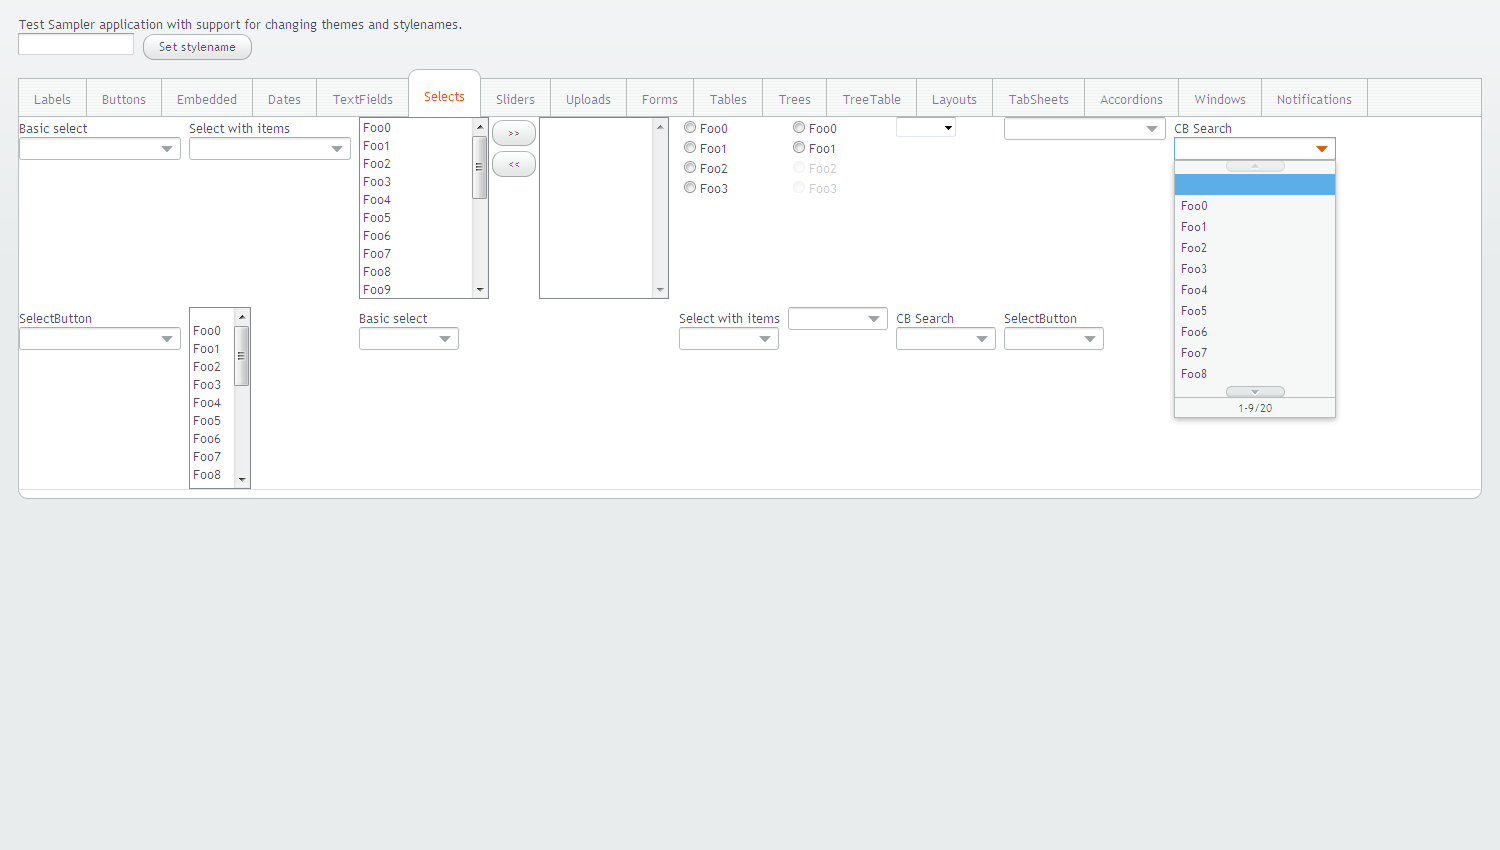 Test Sampler application with support for changing themes and stylenames.
Set stylename
Labels Buttons Embedded Dates TextFields Selects Sliders Uploads Forms Tables Trees TreeTable Layouts TabSheets Accordions Windows Notifications
Basic select
Select with items
Foo0
Foo1
Foo2
Foo3
Foo4
Foo5
Foo6
Foo7
Foo8
Foo9
>>
<<
Foo0
Foo1
Foo2
Foo3
Foo0
Foo1
Foo2
Foo3
CB Search
Foo0
Foo1
Foo2
Foo3
Foo4
Foo5
Foo6
Foo7
Foo8
1-9/20
SelectButton
Foo0
Foo1
Foo2
Foo3
Foo4
Foo5
Foo6
Foo7
Foo8
Basic select
Select with items
CB Search
SelectButton